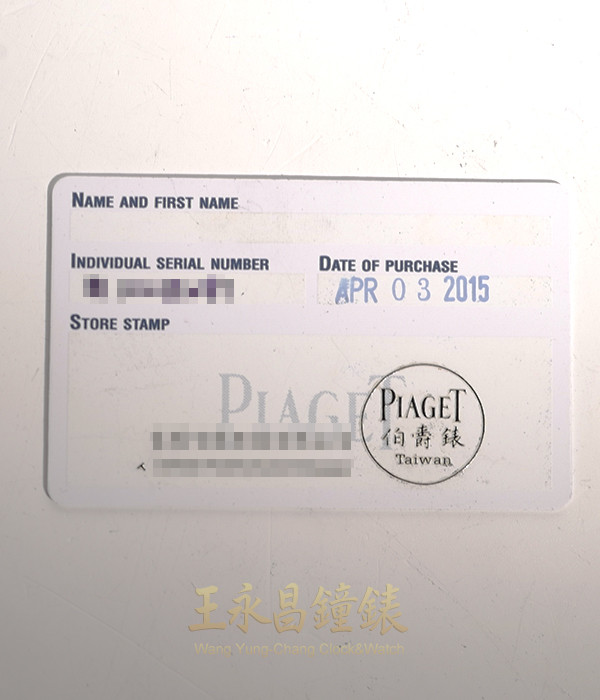 NAME AND FIRST NAME
INDIVIDUAL SERIAL NUMBER
DATE OF PURCHASE
APR 03 2015
STORE STAMP
PIAGET
PIAGET
伯爵錶
Taiwan
王永昌鐘錶
Wang Yung-Chang Clock&Watch